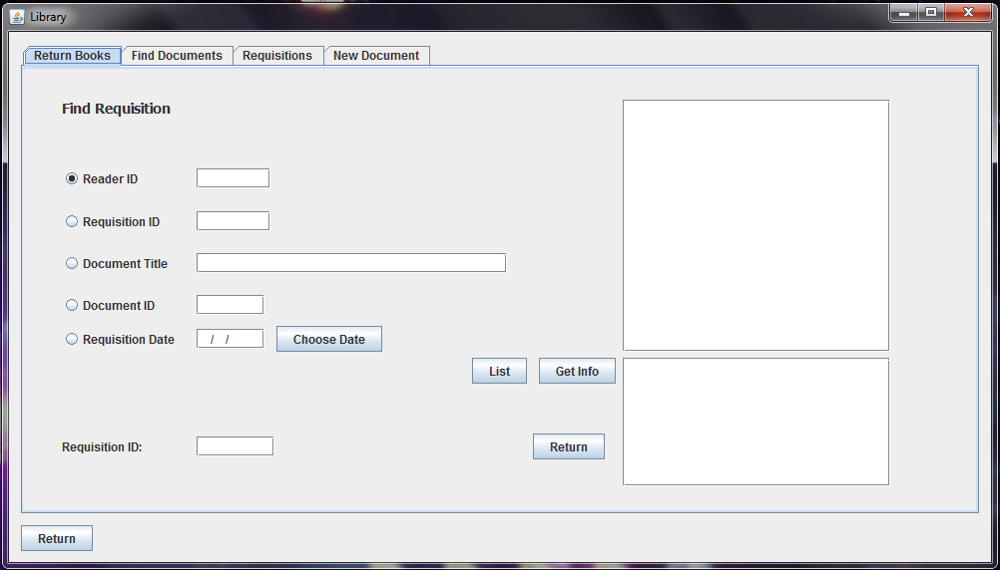 Library
Return Books Find Documents Requisitions New Document
Find Requisition
Reader ID
Requisition ID
Document Title
Document ID
Requisition Date / / Choose Date
List Get Info
Requisition ID: Return
Return